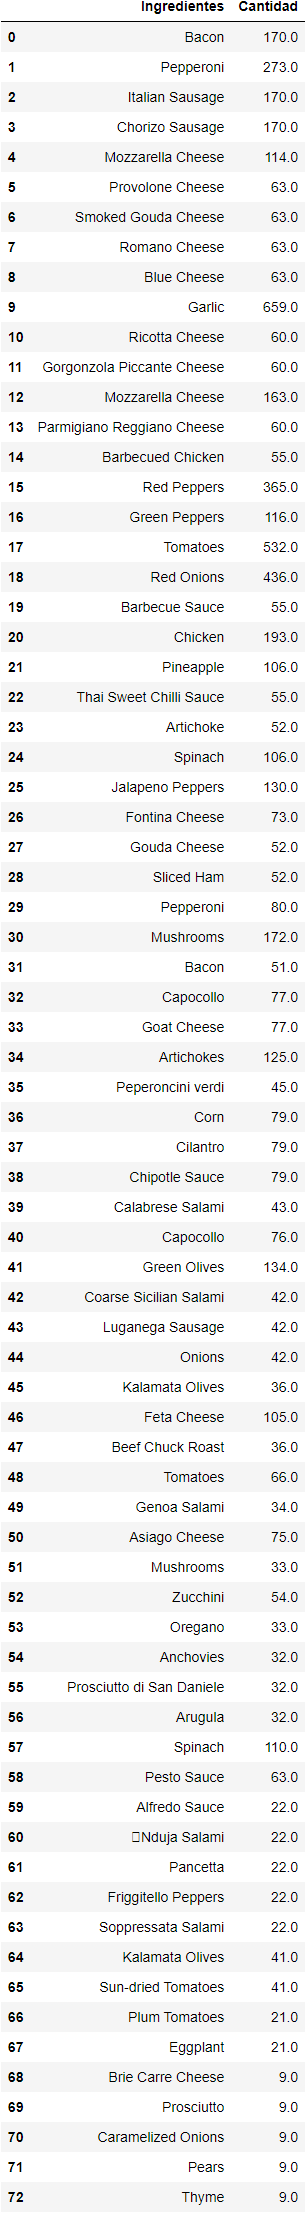 Ingredientes Cantidad
0 Bacon 170.0
1 Pepperoni 273.0
2 Italian Sausage 170.0
3 Chorizo Sausage 170.0
4 Mozzarella Cheese 114.0
5 Provolone Cheese 63.0
6 Smoked Gouda Cheese 63.0
7 Romano Cheese 63.0
8 Blue Cheese 63.0
9 Garlic 659.0
10 Ricotta Cheese 60.0
11 Gorgonzola Piccante Cheese 60.0
12 Mozzarella Cheese 163.0
13 Parmigiano Reggiano Cheese 60.0
14 Barbecued Chicken 55.0
15 Red Peppers 365.0
16 Green Peppers 116.0
17 Tomatoes 532.0
18 Red Onions 436.0
19 Barbecue Sauce 55.0
20 Chicken 193.0
21 Pineapple 106.0
22 Thai Sweet Chilli Sauce 55.0
23 Artichoke 52.0
24 Spinach 106.0
25 Jalapeno Peppers 130.0
26 Fontina Cheese 73.0
27 Gouda Cheese 52.0
28 Sliced Ham 52.0
29 Pepperoni 80.0
30 Mushrooms 172.0
31 Bacon 51.0
32 Capocollo 77.0
33 Goat Cheese 77.0
34 Artichokes 125.0
35 Peperoncini verdi 45.0
36 Corn 79.0
37 Cilantro 79.0
38 Chipotle Sauce 79.0
39 Calabrese Salami 43.0
40 Capocollo 76.0
41 Green Olives 134.0
42 Coarse Sicilian Salami 42.0
43 Luganega Sausage 42.0
44 Onions 42.0
45 Kalamata Olives 36.0
46 Feta Cheese 105.0
47 Beef Chuck Roast 36.0
48 Tomatoes 66.0
49 Genoa Salami 34.0
50 Asiago Cheese 75.0
51 Mushrooms 33.0
52 Zucchini 54.0
53 Oregano 33.0
54 Anchovies 32.0
55 Prosciutto di San Daniele 32.0
56 Arugula 32.0
57 Spinach 110.0
58 Pesto Sauce 63.0
59 Alfredo Sauce 22.0
60 Nduja Salami 22.0
61 Pancetta 22.0
62 Friggitello Peppers 22.0
63 Soppressata Salami 22.0
64 Kalamata Olives 41.0
65 Sun-dried Tomatoes 41.0
66 Plum Tomatoes 21.0
67 Eggplant 21.0
68 Brie Carre Cheese 9.0
69 Prosciutto 9.0
70 Caramelized Onions 9.0
71 Pears 9.0
72 Thyme 9.0